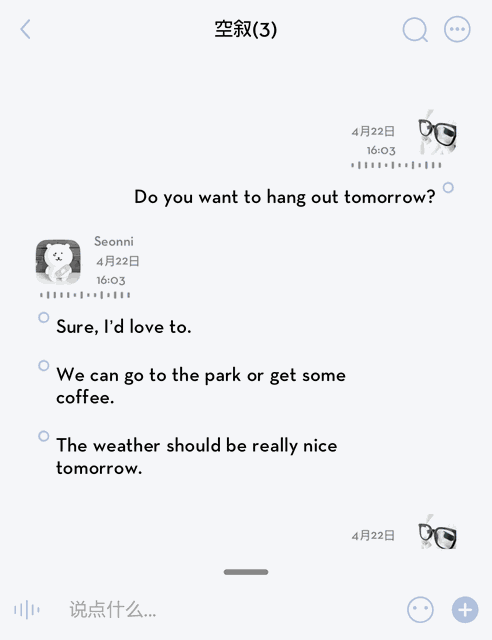 空叙(3)
4月22日
16:03
Do you want to hang out tomorrow?
Seonni
4月22日
16:03
Sure, I'd love to.
We can go to the park or get some
coffee.
The weather should be really nice
tomorrow.
4月22日
说点什么...